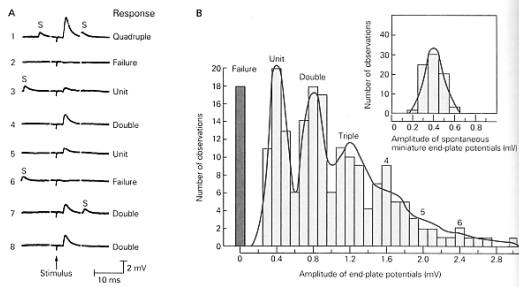 A
Response
S
S
1
Quadruple
2
Failure
S
3
Unit
4
Double
5
Unit
S
6
Failure
S
7
Double
8
Double
Stimulus
2 mV
10 ms
B
Number of observations
20
18
16
14
12
10
8
6
4
2
0
Failure
Unit
Double
Triple
4
5
6
0
0.4
0.8
1.2
1.6
2.0
2.4
2.8
Amplitude of end-plate potentials (mV)
Number of observations
40
30
20
10
0
0
0.2
0.4
0.6
0.8
Amplitude of spontaneous
miniature end-plate potentials (mV)